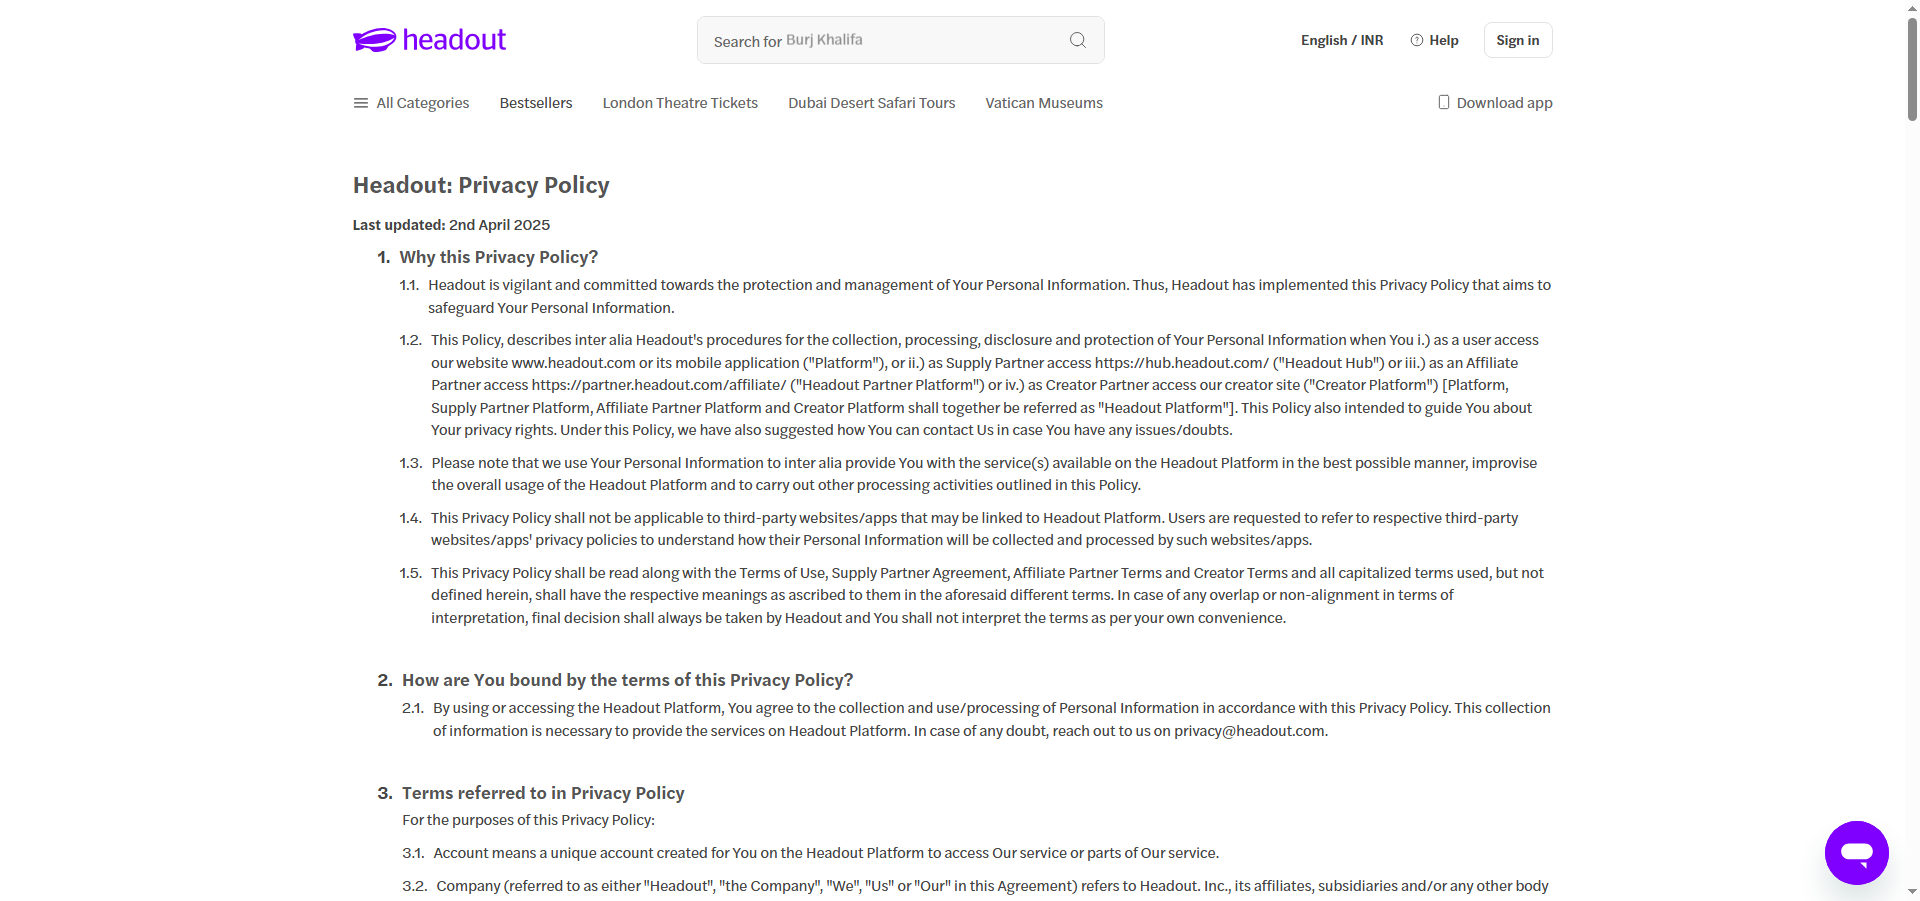 headout
Search for Burj Khalifa
English / INR
Help
Sign in
All Categories
Bestsellers
London Theatre Tickets
Dubai Desert Safari Tours
Vatican Museums
Download app
Headout: Privacy Policy
Last updated: 2nd April 2025
1. Why this Privacy Policy?
1.1. Headout is vigilant and committed towards the protection and management of Your Personal Information. Thus, Headout has implemented this Privacy Policy that aims to
safeguard Your Personal Information.
1.2. This Policy, describes inter alia Headout's procedures for the collection, processing, disclosure and protection of Your Personal Information when You i.) as a user access
our website www.headout.com or its mobile application ("Platform"), or ii.) as Supply Partner access https://hub.headout.com/ ("Headout Hub") or iii.) as an Affiliate
Partner access https://partner.headout.com/affiliate/ ("Headout Partner Platform") or iv.) as Creator Partner access our creator site ("Creator Platform") [Platform,
Supply Partner Platform, Affiliate Partner Platform and Creator Platform shall together be referred as "Headout Platform"]. This Policy also intended to guide You about
Your privacy rights. Under this Policy, we have also suggested how You can contact Us in case You have any issues/doubts.
1.3. Please note that we use Your Personal Information to inter alia provide You with the service(s) available on the Headout Platform in the best possible manner, improvise
the overall usage of the Headout Platform and to carry out other processing activities outlined in this Policy.
1.4. This Privacy Policy shall not be applicable to third-party websites/apps that may be linked to Headout Platform. Users are requested to refer to respective third-party
websites/apps' privacy policies to understand how their Personal Information will be collected and processed by such websites/apps.
1.5. This Privacy Policy shall be read along with the Terms of Use, Supply Partner Agreement, Affiliate Partner Terms and Creator Terms and all capitalized terms used, but not
defined herein, shall have the respective meanings as ascribed to them in the aforesaid different terms. In case of any overlap or non-alignment in terms of
interpretation, final decision shall always be taken by Headout and You shall not interpret the terms as per your own convenience.
2. How are You bound by the terms of this Privacy Policy?
2.1. By using or accessing the Headout Platform, You agree to the collection and use/processing of Personal Information in accordance with this Privacy Policy. This collection
of information is necessary to provide the services on Headout Platform. In case of any doubt, reach out to us on privacy@headout.com.
3. Terms referred to in Privacy Policy
For the purposes of this Privacy Policy:
3.1. Account means a unique account created for You on the Headout Platform to access Our service or parts of Our service.
3.2. Company (referred to as either "Headout", "the Company", "We", "Us" or "Our" in this Agreement) refers to Headout. Inc., its affiliates, subsidiaries and/or any other body